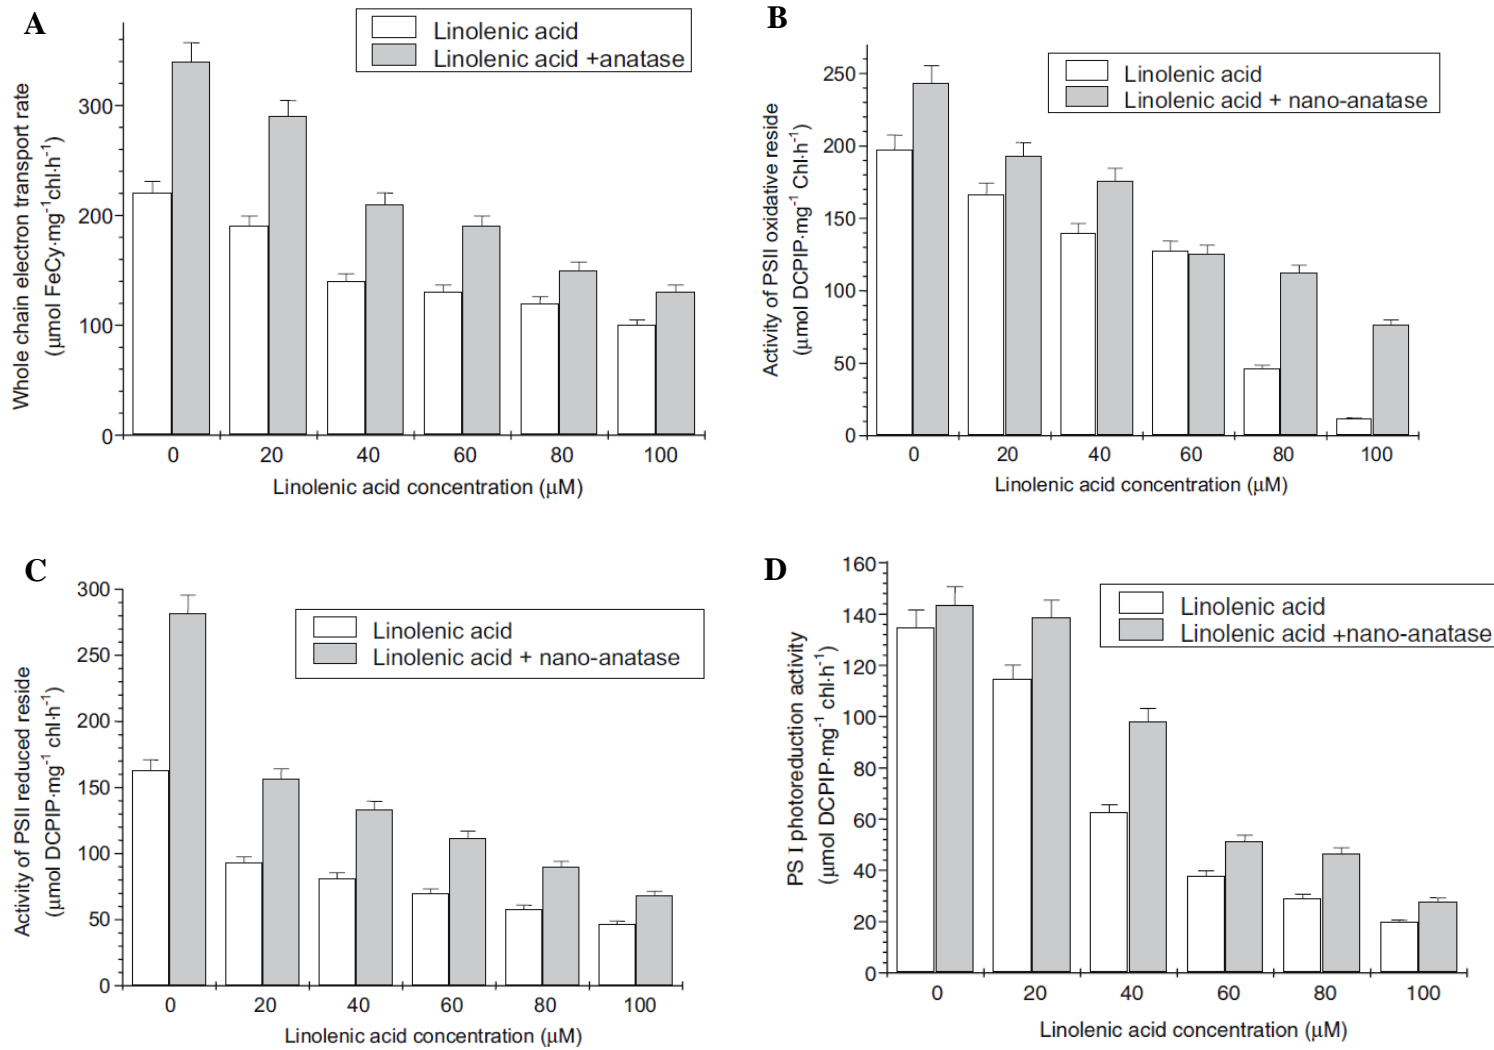 A
Linolenic acid
Linolenic acid +anatase
Whole chain electron transport rate
(μmol FeCy·mg⁻¹chl·h⁻¹)
300
200
100
0
0 20 40 60 80 100
Linolenic acid concentration (μM)
B
Linolenic acid
Linolenic acid + nano-anatase
Activity of PSII oxidative reside
(μmol DCPIP·mg⁻¹ Chl·h⁻¹)
250
200
150
100
50
0
0 20 40 60 80 100
Linolenic acid concentration (μM)
C
Linolenic acid
Linolenic acid + nano-anatase
Activity of PSII reduced reside
(μmol DCPIP·mg⁻¹ chl·h⁻¹)
300
250
200
150
100
50
0
0 20 40 60 80 100
Linolenic acid concentration (μM)
D
Linolenic acid
Linolenic acid +nano-anatase
PS I photoreduction activity
(μmol DCPIP·mg⁻¹ chl·h⁻¹)
160
140
120
100
80
60
40
20
0
0 20 40 60 80 100
Linolenic acid concentration (μM)